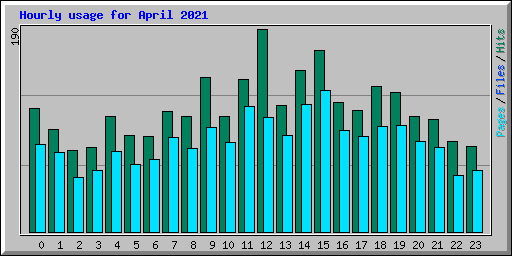 Hourly usage for April 2021
190
Pages/Files/Hits
0 1 2 3 4 5 6 7 8 9 10 11 12 13 14 15 16 17 18 19 20 21 22 23